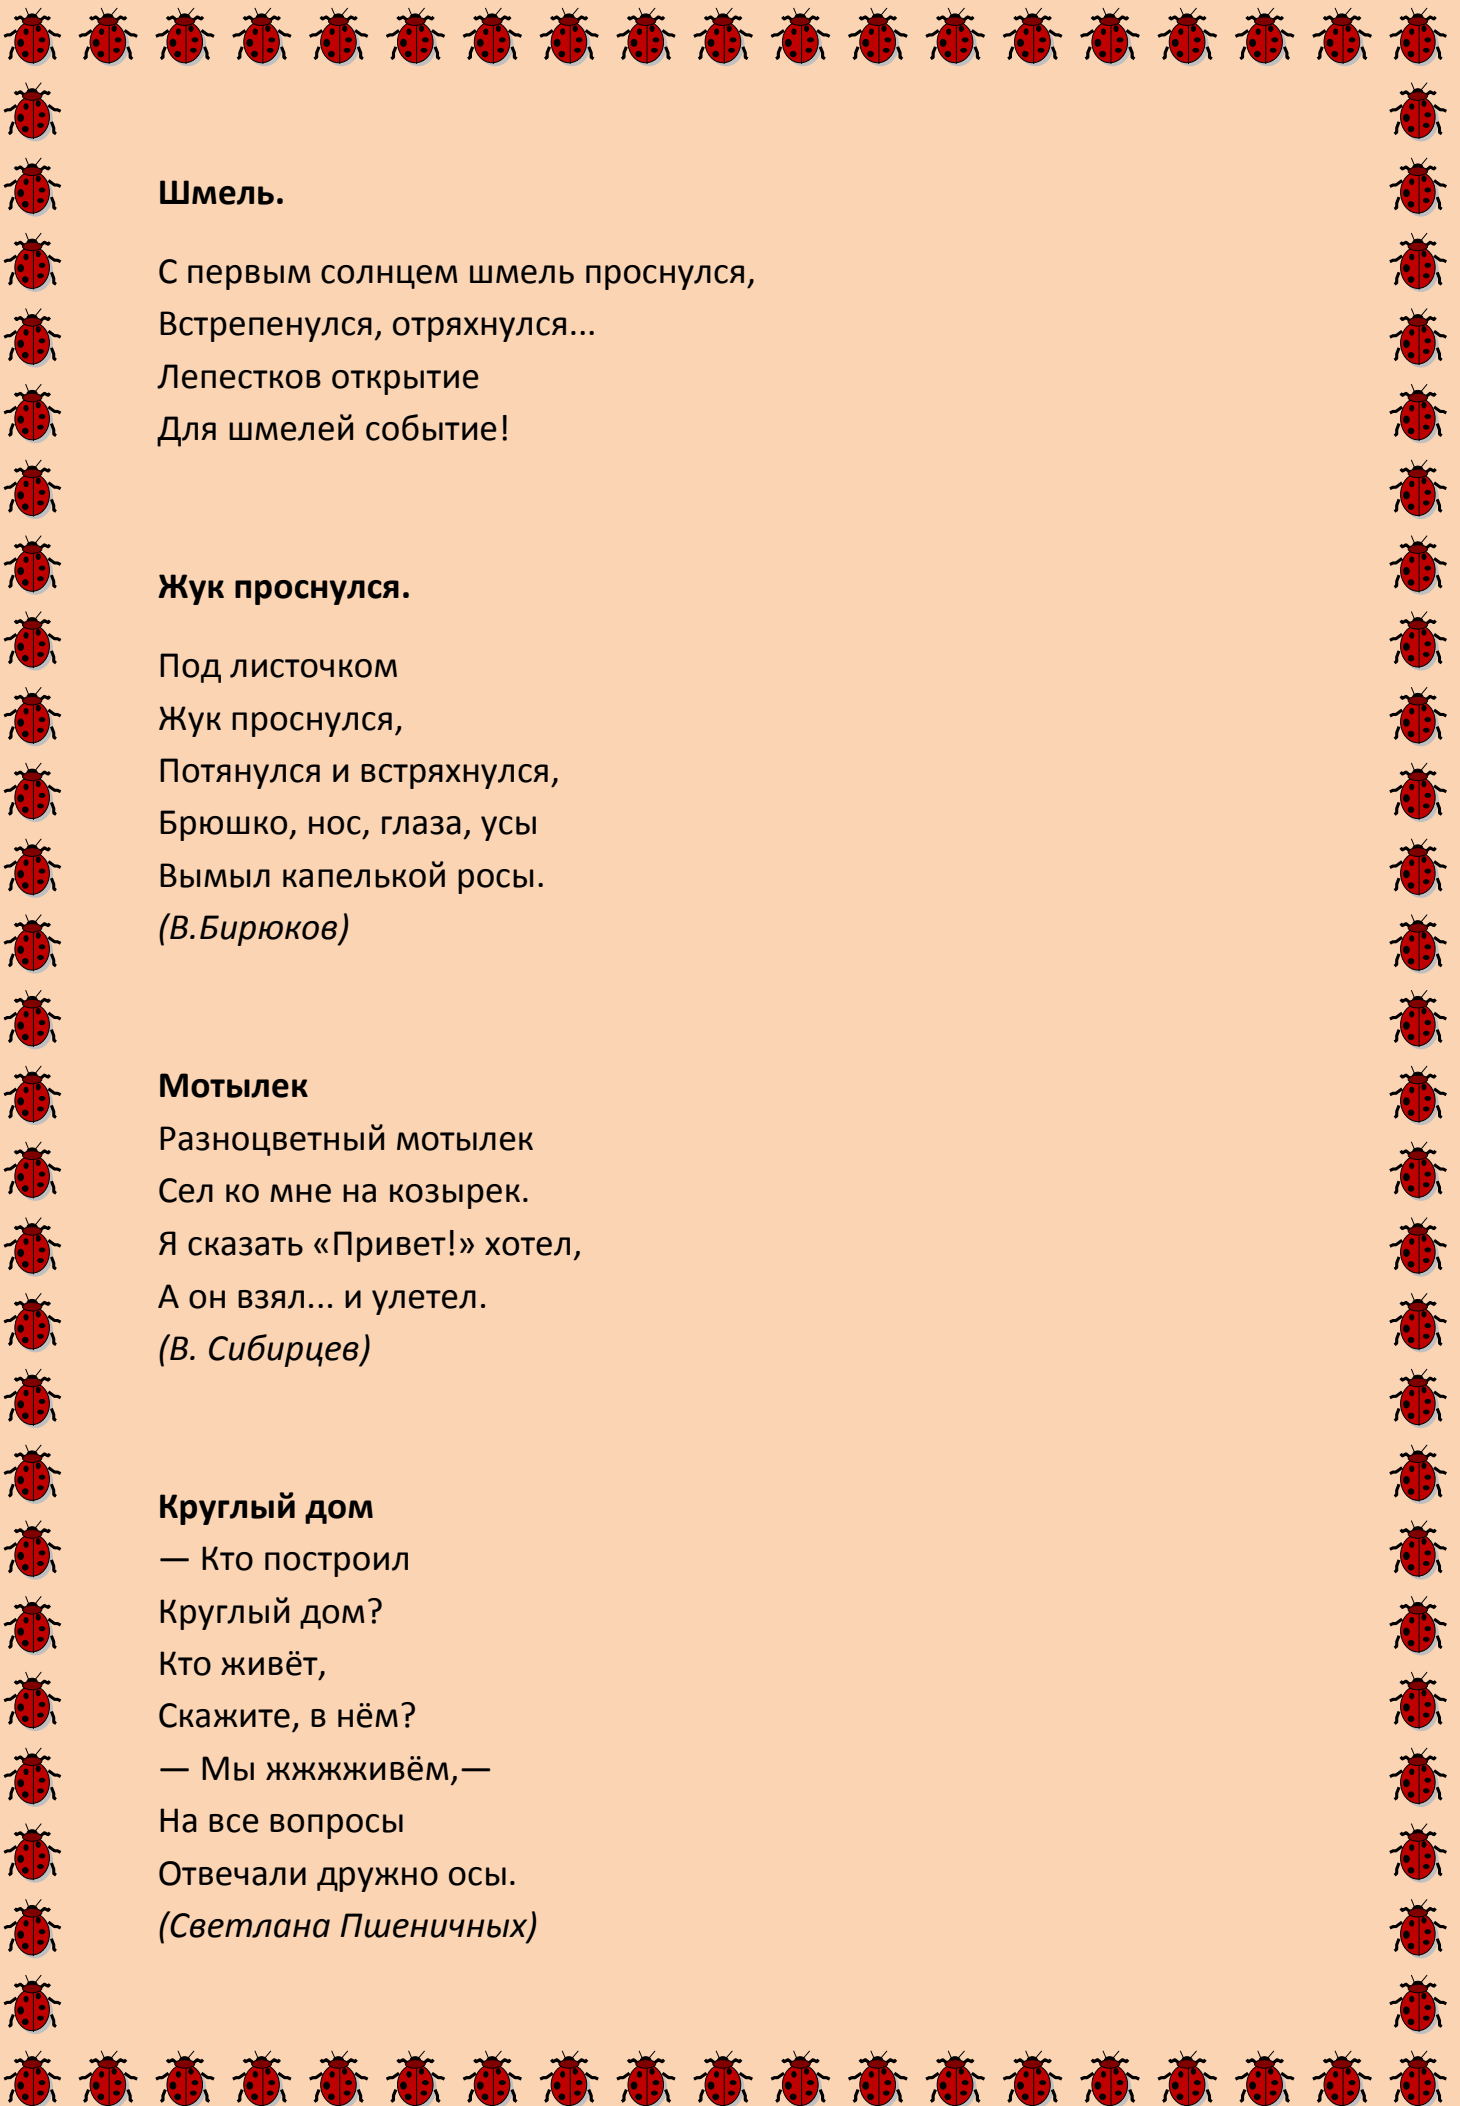 Шмель.
С первым солнцем шмель проснулся,
Встрепенулся, отряхнулся...
Лепестков открытие
Для шмелей событие!
Жук проснулся.
Под листочком
Жук проснулся,
Потянулся и встряхнулся,
Брюшко, нос, глаза, усы
Вымыл капелькой росы.
(В.Бирюков)
Мотылек
Разноцветный мотылек
Сел ко мне на козырек.
Я сказать «Привет!» хотел,
А он взял... и улетел.
(В. Сибирцев)
Круглый дом
— Кто построил
Круглый дом?
Кто живёт,
Скажите, в нём?
— Мы жжжживём,—
На все вопросы
Отвечали дружно осы.
(Светлана Пшеничных)